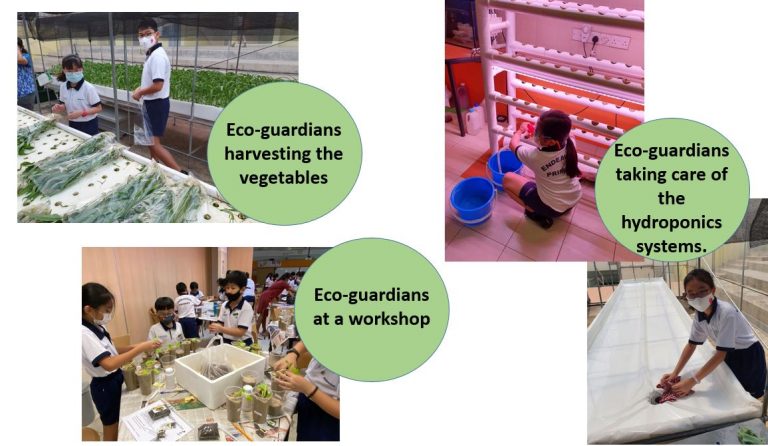 Eco-guardians
harvesting the
vegetables
Eco-guardians
taking care of
the
hydroponics
systems.
Eco-guardians
at a workshop